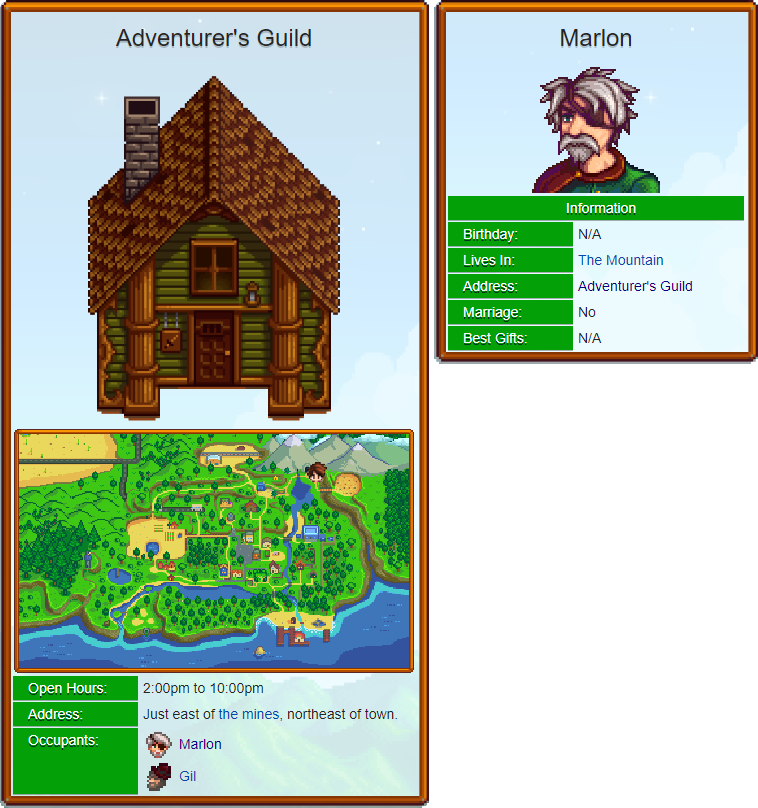 Adventurer's Guild
Open Hours: 2:00pm to 10:00pm
Address: Just east of the mines, northeast of town.
Occupants: Marlon
Gil
Marlon
Information
Birthday: N/A
Lives In: The Mountain
Address: Adventurer's Guild
Marriage: No
Best Gifts: N/A